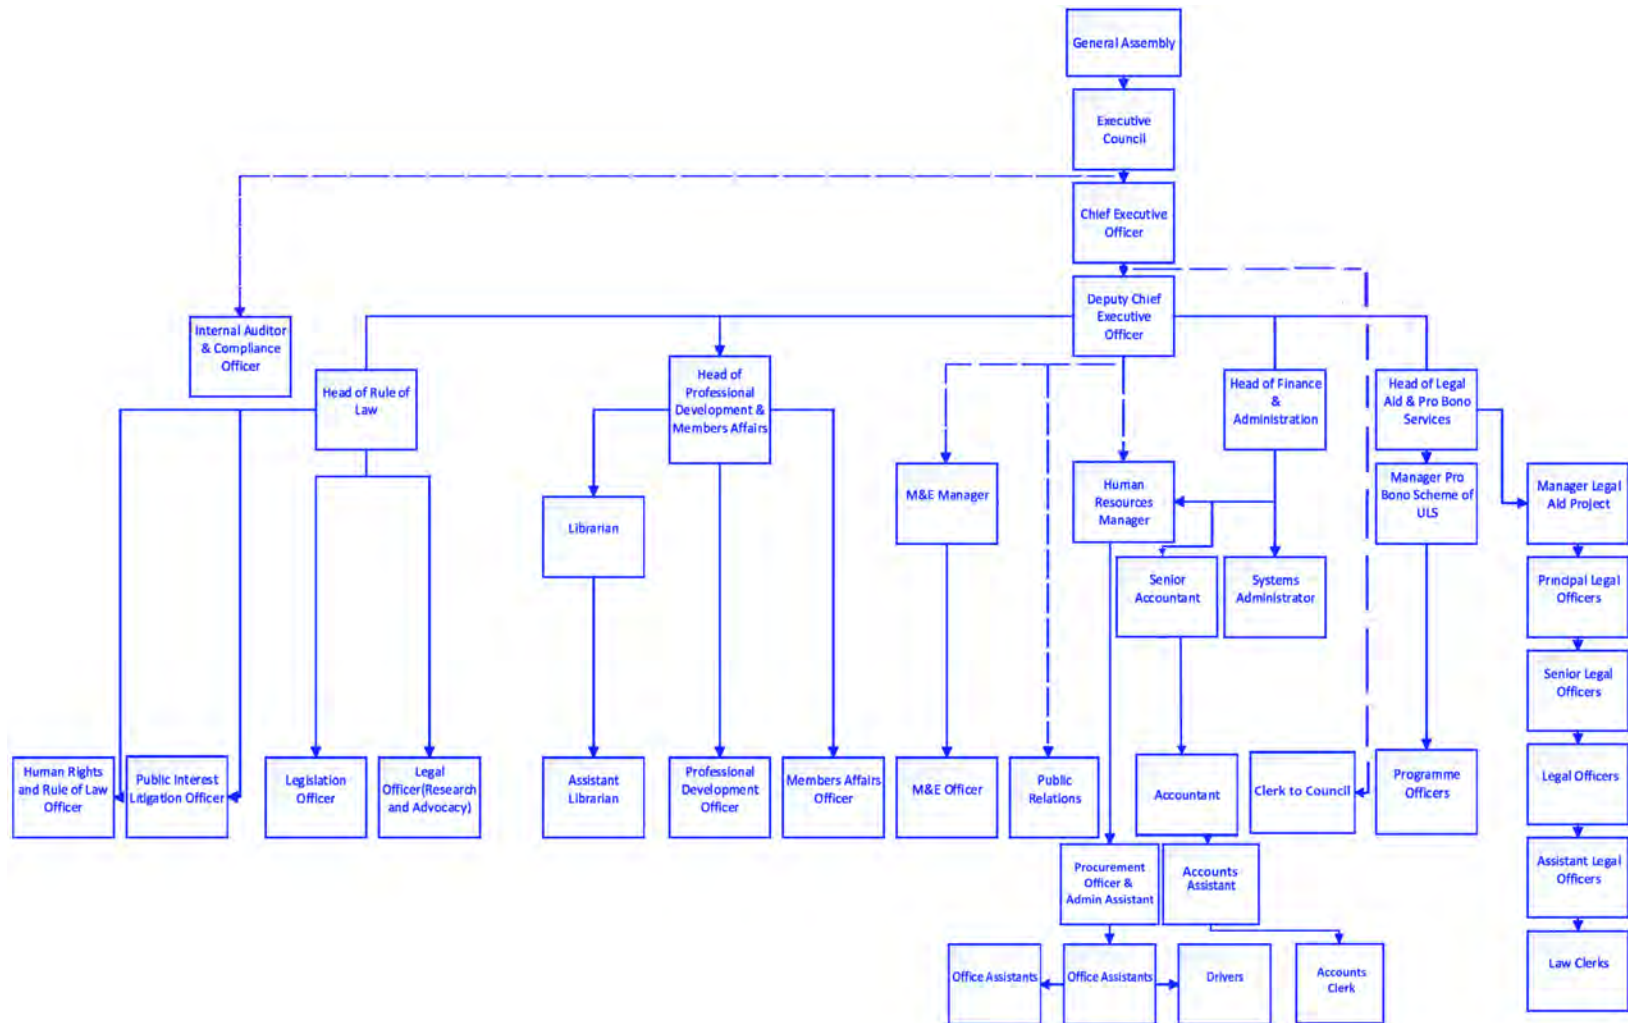 General Assembly
Executive
Council
Chief Executive
Officer
Deputy Chief
Executive
Officer
Internal Auditor
& Compliance
Officer
Head of Rule of
Law
Head of
Professional
Development &
Members Affairs
Head of Finance
&
Administration
Head of Legal
Aid & Pro Bono
Services
Librarian
M&E Manager
Human
Resources
Manager
Manager Pro
Bono Scheme of
ULS
Manager Legal
Aid Project
Senior
Accountant
Systems
Administrator
Principal Legal
Officers
Senior Legal
Officers
Human Rights
and Rule of Law
Officer
Public Interest
Litigation Officer
Legislation
Officer
Legal
Officer(Research
and Advocacy)
Assistant
Librarian
Professional
Development
Officer
Members Affairs
Officer
M&E Officer
Public
Relations
Accountant
Clerk to Council
Programme
Officers
Legal Officers
Procurement
Officer &
Admin Assistant
Accounts
Assistant
Assistant Legal
Officers
Office Assistants
Office Assistants
Drivers
Accounts
Clerk
Law Clerks